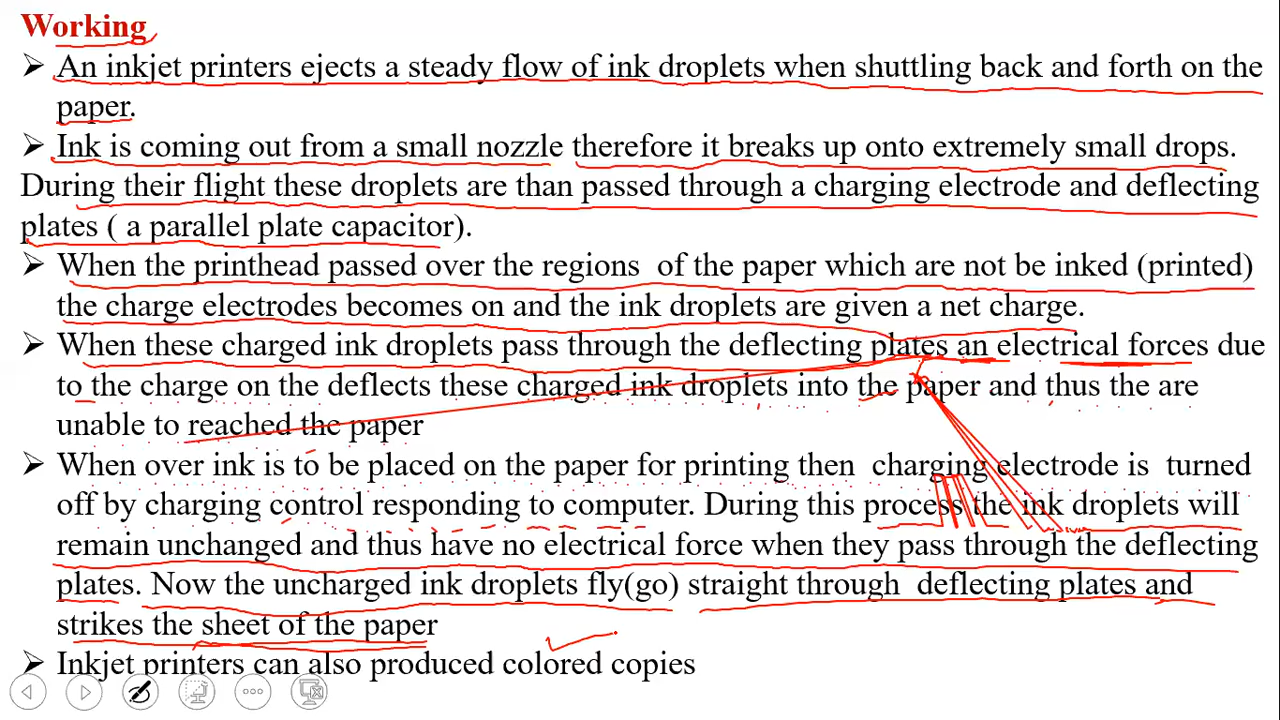 Working
➢ An inkjet printers ejects a steady flow of ink droplets when shuttling back and forth on the
paper.
➢ Ink is coming out from a small nozzle therefore it breaks up onto extremely small drops.
During their flight these droplets are than passed through a charging electrode and deflecting
plates ( a parallel plate capacitor).
➢ When the printhead passed over the regions of the paper which are not be inked (printed)
the charge electrodes becomes on and the ink droplets are given a net charge.
➢ When these charged ink droplets pass through the deflecting plates an electrical forces due
to the charge on the deflects these charged ink droplets into the paper and thus the are
unable to reached the paper
➢ When over ink is to be placed on the paper for printing then charging electrode is turned
off by charging control responding to computer. During this process the ink droplets will
remain unchanged and thus have no electrical force when they pass through the deflecting
plates. Now the uncharged ink droplets fly(go) straight through deflecting plates and
strikes the sheet of the paper
➢ Inkjet printers can also produced colored copies